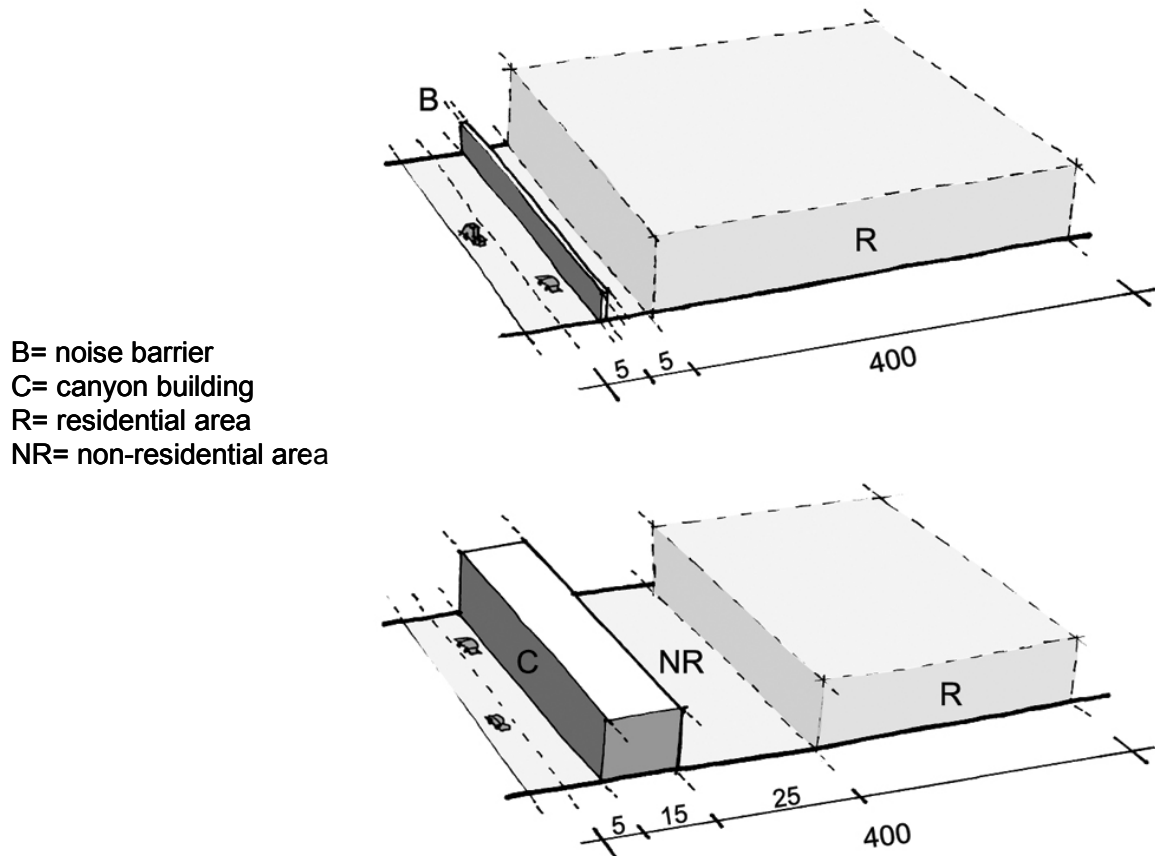 B
R
5 5 400
B= noise barrier
C= canyon building
R= residential area
NR= non-residential area
C NR R
5 15 25 400